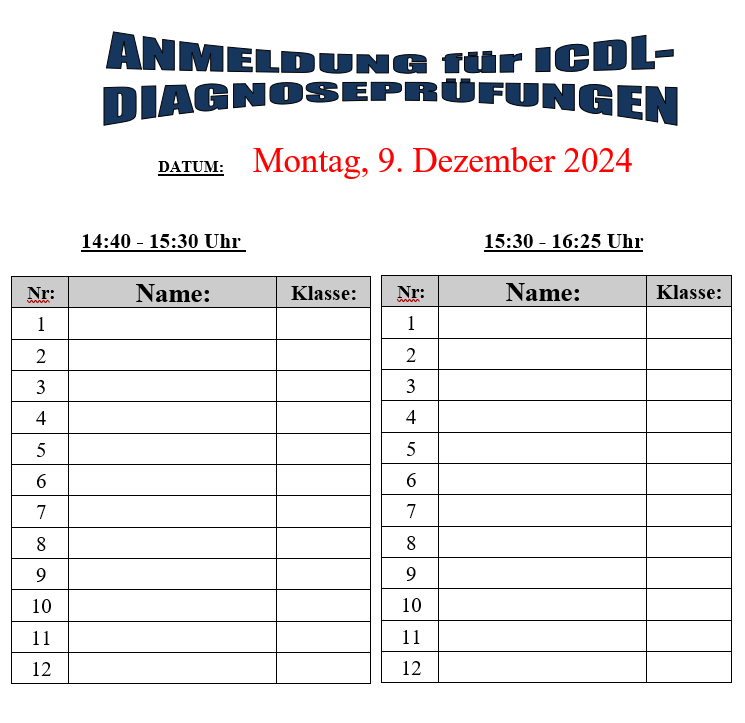 ANMELDUNG für ICDL-
DIAGNOSEPRÜFUNGEN
DATUM: Montag, 9. Dezember 2024
14:40 - 15:30 Uhr 15:30 - 16:25 Uhr
Nr: Name: Klasse: Nr: Name: Klasse:
1 1
2 2
3 3
4 4
5 5
6 6
7 7
8 8
9 9
10 10
11 11
12 12